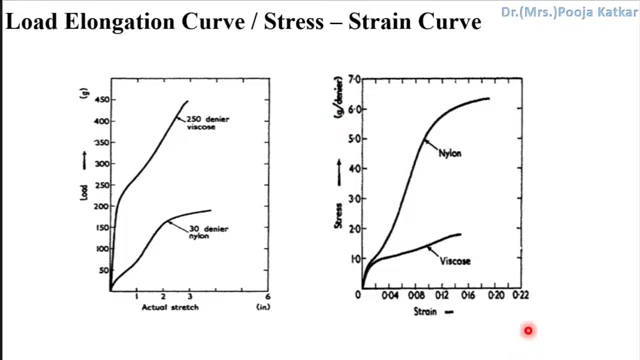 Dr.(Mrs.)Pooja Katkar
Load Elongation Curve / Stress – Strain Curve
(g)
450
400
350
300
250
200
150
100
50
Load
250 denier
viscose
30 denier
nylon
1 2 3 4 5 6
Actual stretch (in)
7·0
6·0
5·0
4·0
3·0
2·0
1·0
0
(g/denier)
Stress
Nylon
Viscose
0·04 0·08 0·12 0·16 0·20 0·22
Strain